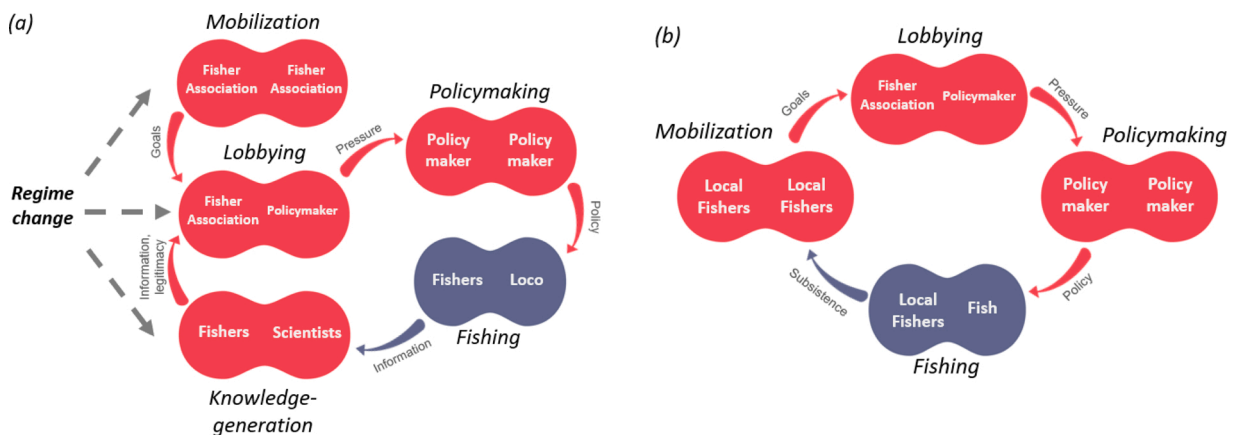 (a)
Mobilization
Fisher
Association
Fisher
Association
Goals
Lobbying
Fisher
Association
Policymaker
Pressure
Policymaking
Policy
maker
Policy
maker
Policy
Regime
change
Information,
legitimacy
Fishers
Loco
Fishing
Information
Fishers
Scientists
Knowledge-
generation
(b)
Lobbying
Fisher
Association
Policymaker
Goals
Pressure
Mobilization
Local
Fishers
Local
Fishers
Policymaking
Policy
maker
Policy
maker
Policy
Subsistence
Local
Fishers
Fish
Fishing